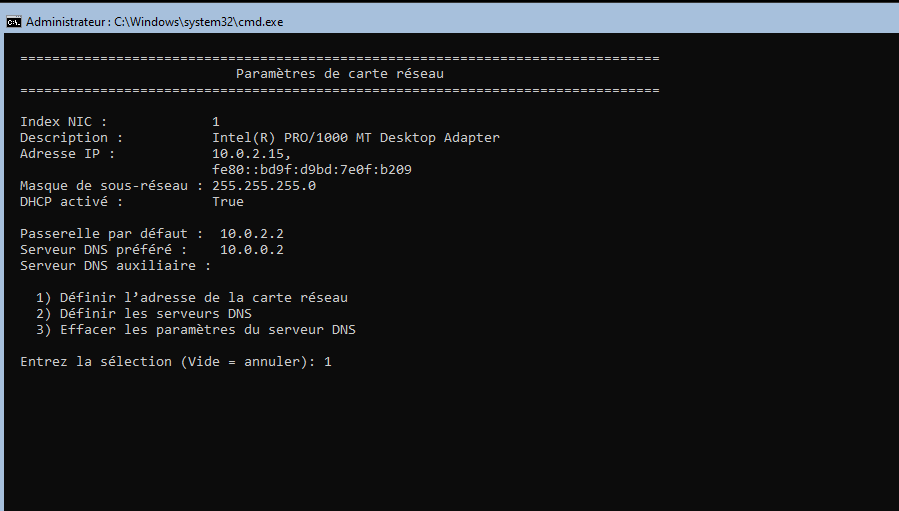 Administrateur : C:\Windows\system32\cmd.exe
================================================================================
Paramètres de carte réseau
================================================================================
Index NIC : 1
Description : Intel(R) PRO/1000 MT Desktop Adapter
Adresse IP : 10.0.2.15,
fe80::bd9f:d9bd:7e0f:b209
Masque de sous-réseau : 255.255.255.0
DHCP activé : True
Passerelle par défaut : 10.0.2.2
Serveur DNS préféré : 10.0.0.2
Serveur DNS auxiliaire :
1) Définir l’adresse de la carte réseau
2) Définir les serveurs DNS
3) Effacer les paramètres du serveur DNS
Entrez la sélection (Vide = annuler): 1